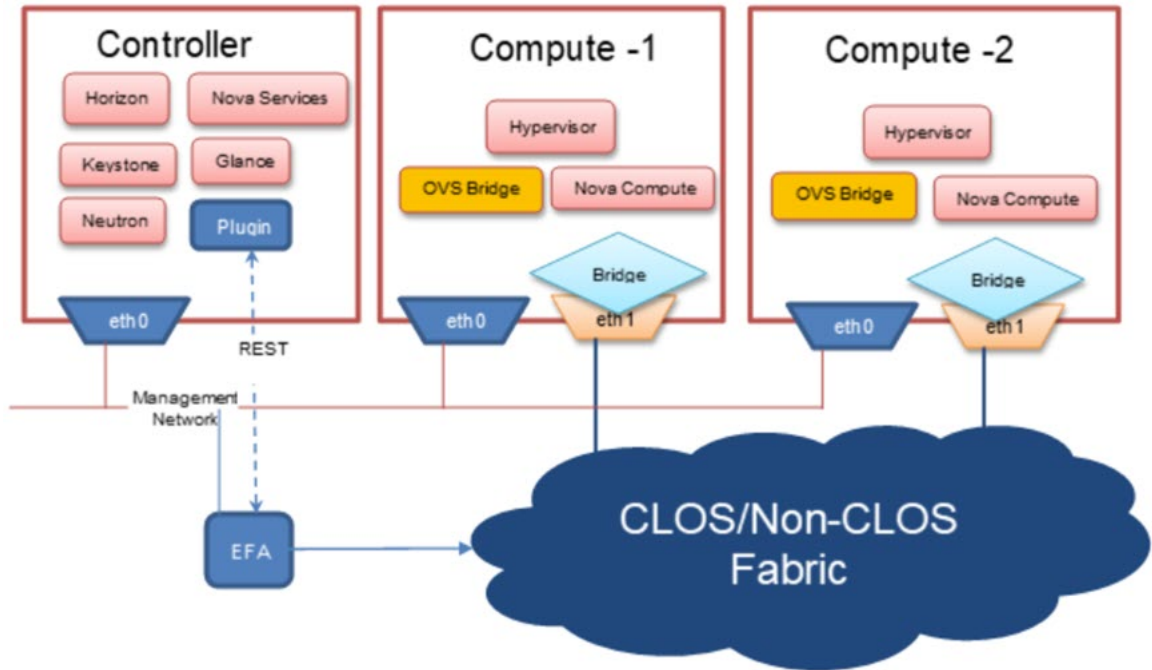 Controller
Horizon
Nova Services
Keystone
Glance
Neutron
Plugin
eth0
Compute -1
Hypervisor
OVS Bridge
Nova Compute
Bridge
eth0
eth1
Compute -2
Hypervisor
OVS Bridge
Nova Compute
Bridge
eth0
eth1
REST
Management
Network
EFA
CLOS/Non-CLOS
Fabric